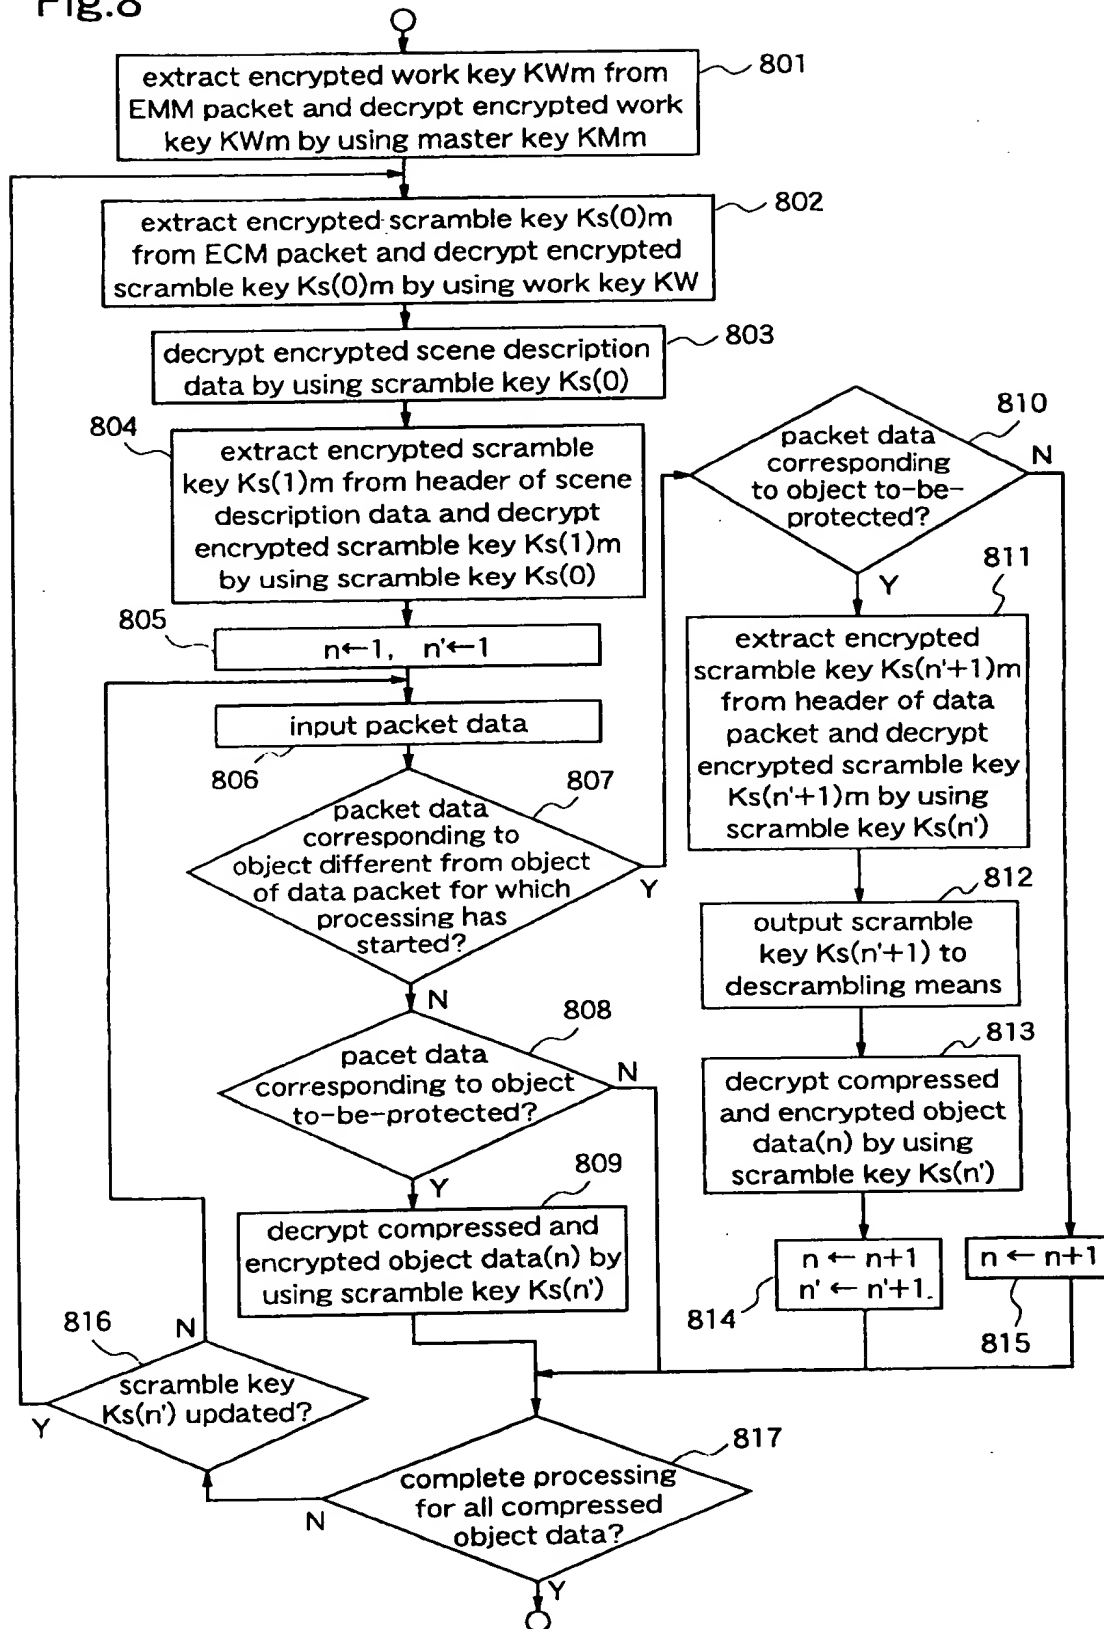 Fig.8
801
extract encrypted work key KWm from
EMM packet and decrypt encrypted work
key KWm by using master key KMm
802
extract encrypted scramble key Ks(0)m
from ECM packet and decrypt encrypted
scramble key Ks(0)m by using work key KW
803
decrypt encrypted scene description
data by using scramble key Ks(0)
804
extract encrypted scramble
key Ks(1)m from header of scene
description data and decrypt
encrypted scramble key Ks(1)m
by using scramble key Ks(0)
805
n←1, n'←1
input packet data
806
807
packet data
corresponding to
object different from object
of data packet for which
processing has
started?
Y
N
808
pacet data
corresponding to object
to-be-protected?
N
Y
809
decrypt compressed and
encrypted object data(n) by
using scramble key Ks(n')
810
packet data
corresponding
to object to-be-
protected?
N
Y
811
extract encrypted
scramble key Ks(n'+1)m
from header of data
packet and decrypt
encrypted scramble key
Ks(n'+1)m by using
scramble key Ks(n')
812
output scramble
key Ks(n'+1) to
descrambling means
813
decrypt compressed
and encrypted object
data(n) by using
scramble key Ks(n')
n ← n+1
n' ← n'+1.
814
n ← n+1
815
816
N
scramble key
Ks(n') updated?
Y
817
complete processing
for all compressed
object data?
N
Y